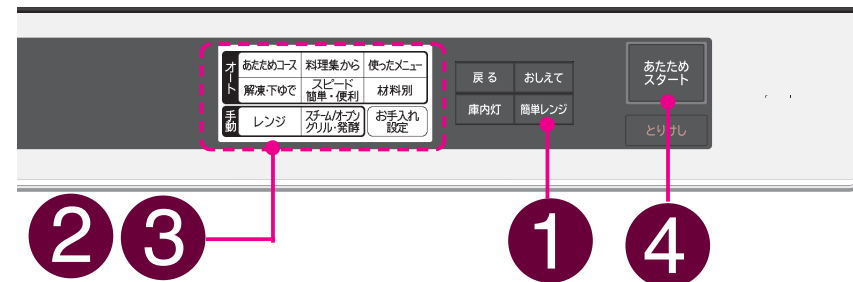 オート
あたためコース 料理集から 使ったメニュー
解凍・下ゆで スピード簡単・便利 材料別
手動
レンジ スチーム/オーブン グリル・発酵 お手入れ設定
戻る おしえて
庫内灯 簡単レンジ
あたため
スタート
とりけし
2 3 1 4